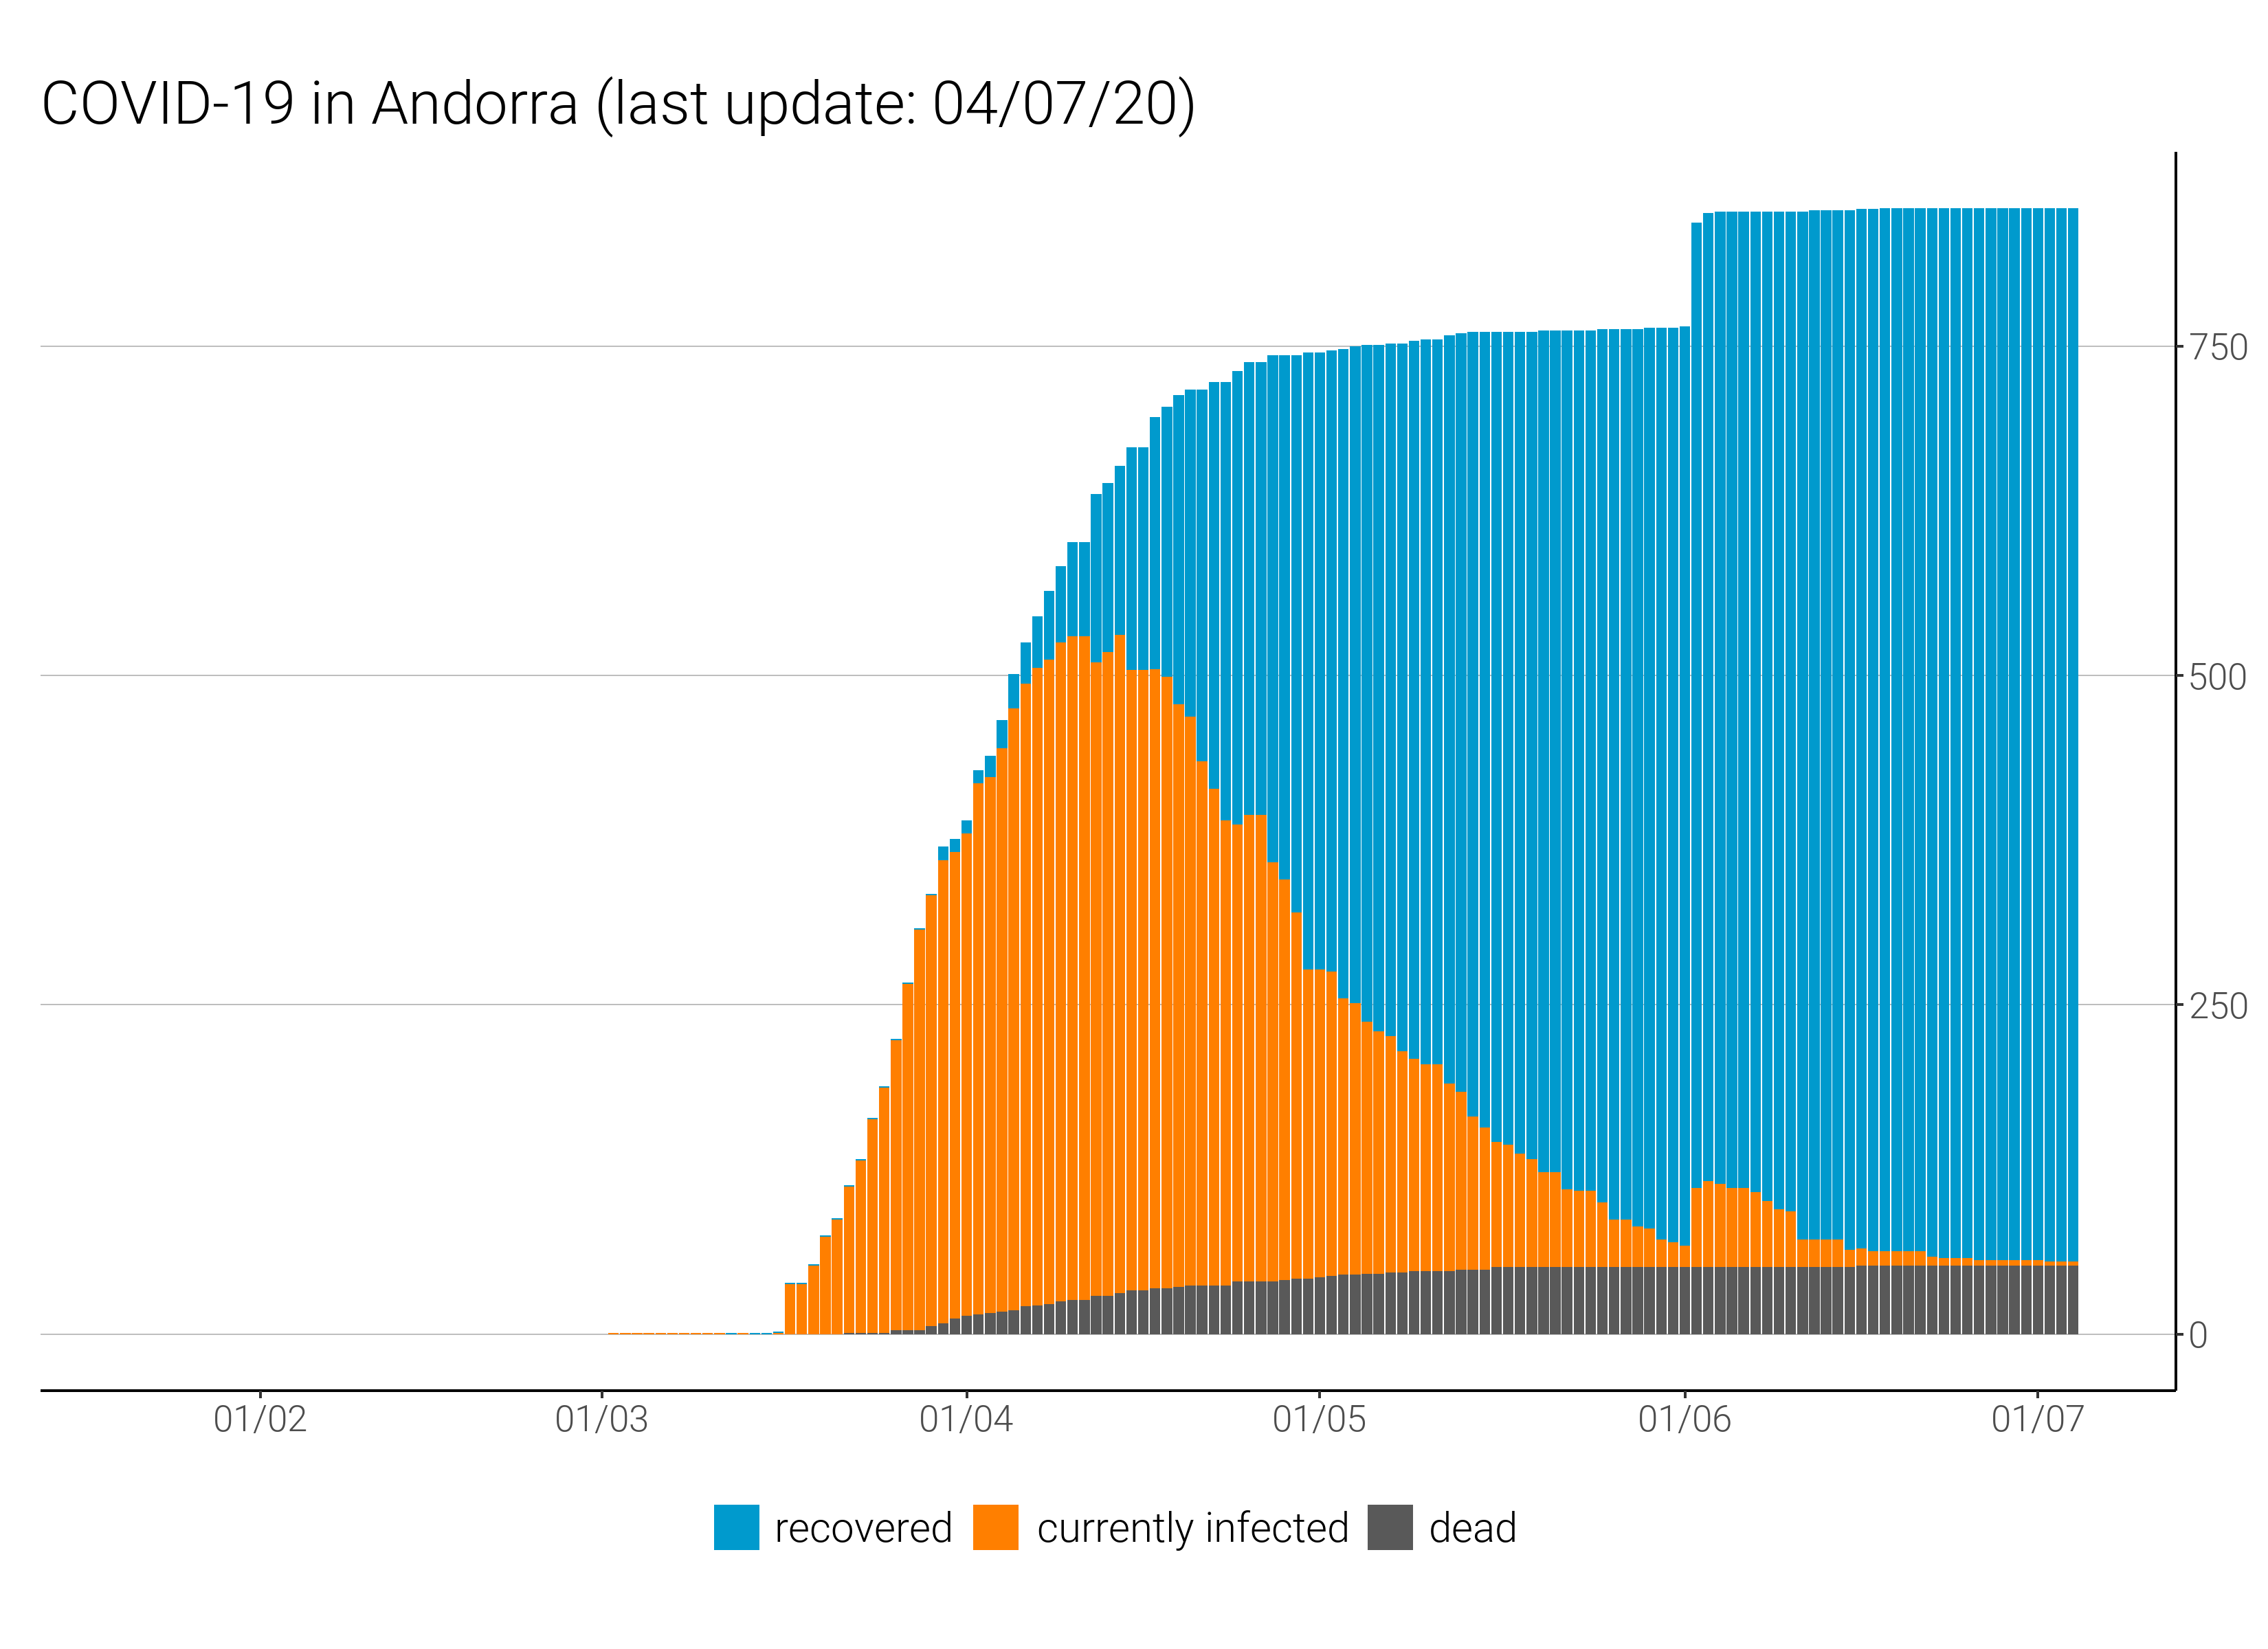 COVID-19 in Andorra (last update: 04/07/20)
750
500
250
0
01/02 01/03 01/04 01/05 01/06 01/07
recovered currently infected dead